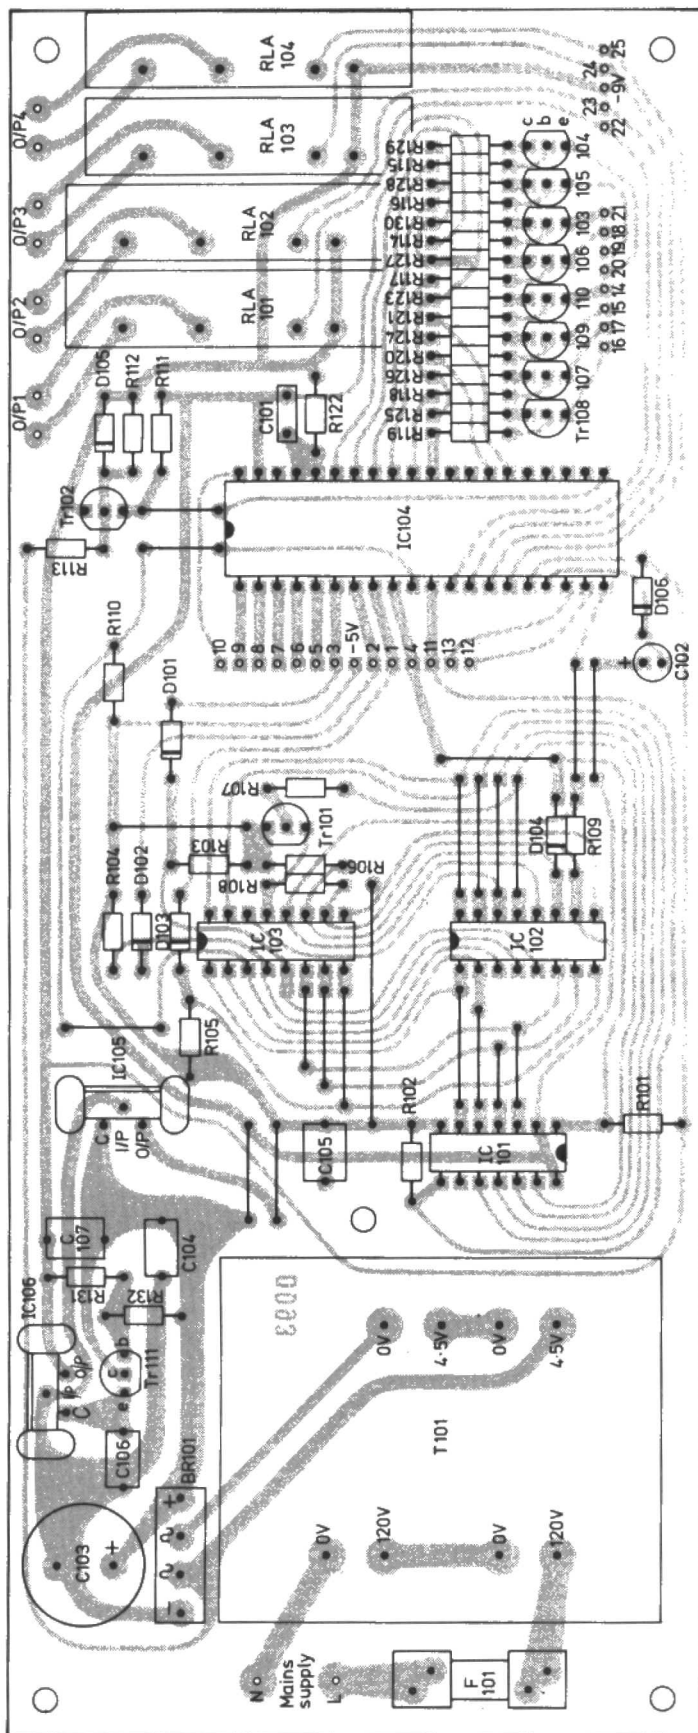 O/P4
O/P3
O/P2
O/P1
RLA
104
RLA
103
RLA
102
RLA
101
25
24
-9V
23
22
c
b
e
R129
R115
R128
R116
R130
R114
R127
R117
R123
R121
R124
R120
R126
R118
R125
R119
104
105
103
106
110
109
107
Tr108
21
18
19
20
14
15
17
16
D105
R112
R111
C101
R122
Tr102
R113
IC104
R110
D101
10
9
8
7
6
5
3
-5V
2
1
4
11
13
12
D106
+
C102
R107
Tr101
R103
R104
D102
D103
R108
R106
D104
R109
IC
103
IC
102
R105
IC105
C
I/P
O/P
R102
C105
IC
101
R101
C
107
C104
R131
R132
IC106
C
I/P
O/P
b
c
e
Tr111
C106
C103
+
BR101
+
-
0093
0V
4·5V
0V
4·5V
T101
0V
120V
0V
120V
N
Mains
supply
L
F
101